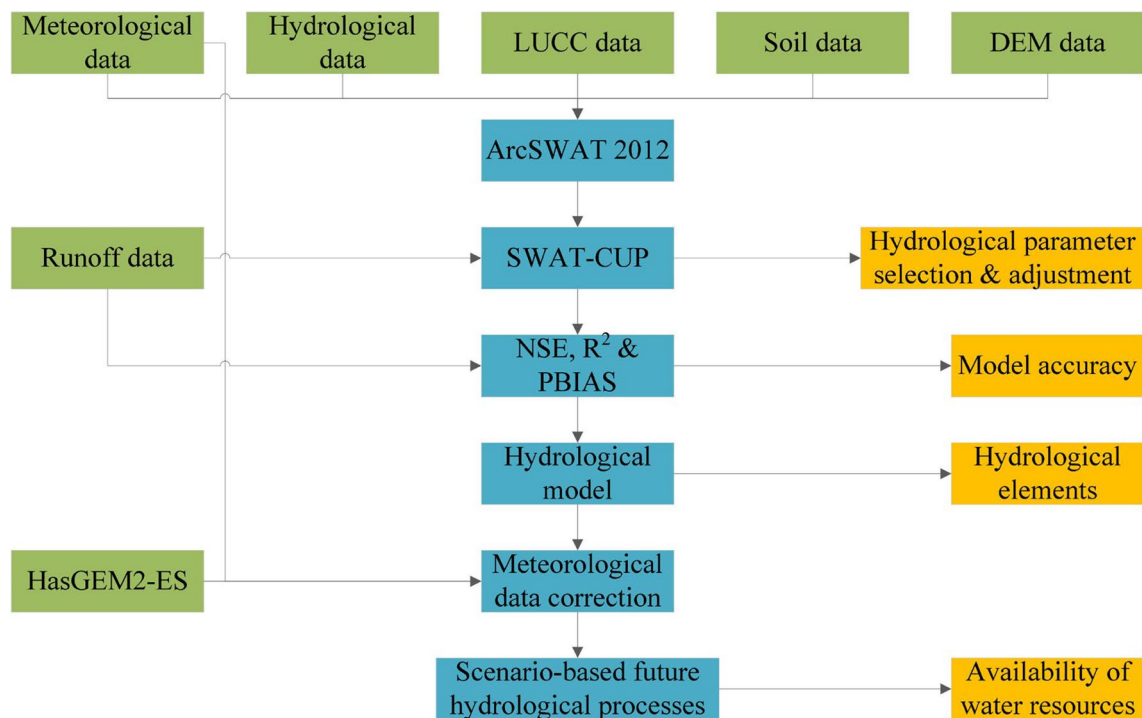 Meteorological
data
Hydrological
data
LUCC data
Soil data
DEM data
ArcSWAT 2012
Runoff data
SWAT-CUP
Hydrological parameter
selection & adjustment
NSE, R² &
PBIAS
Model accuracy
Hydrological
model
Hydrological
elements
HasGEM2-ES
Meteorological
data correction
Scenario-based future
hydrological processes
Availability of
water resources